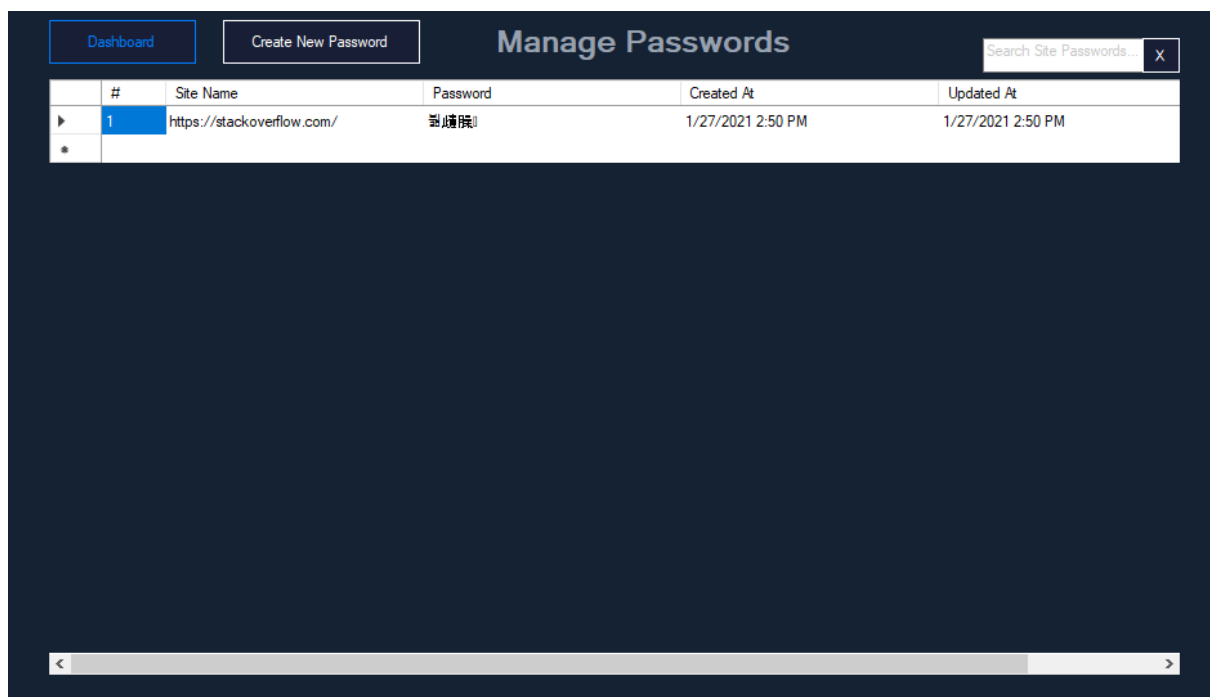 Dashboard
Create New Password
Manage Passwords
Search Site Passwords...
X
# Site Name Password Created At Updated At
1 https://stackoverflow.com/ 1/27/2021 2:50 PM 1/27/2021 2:50 PM